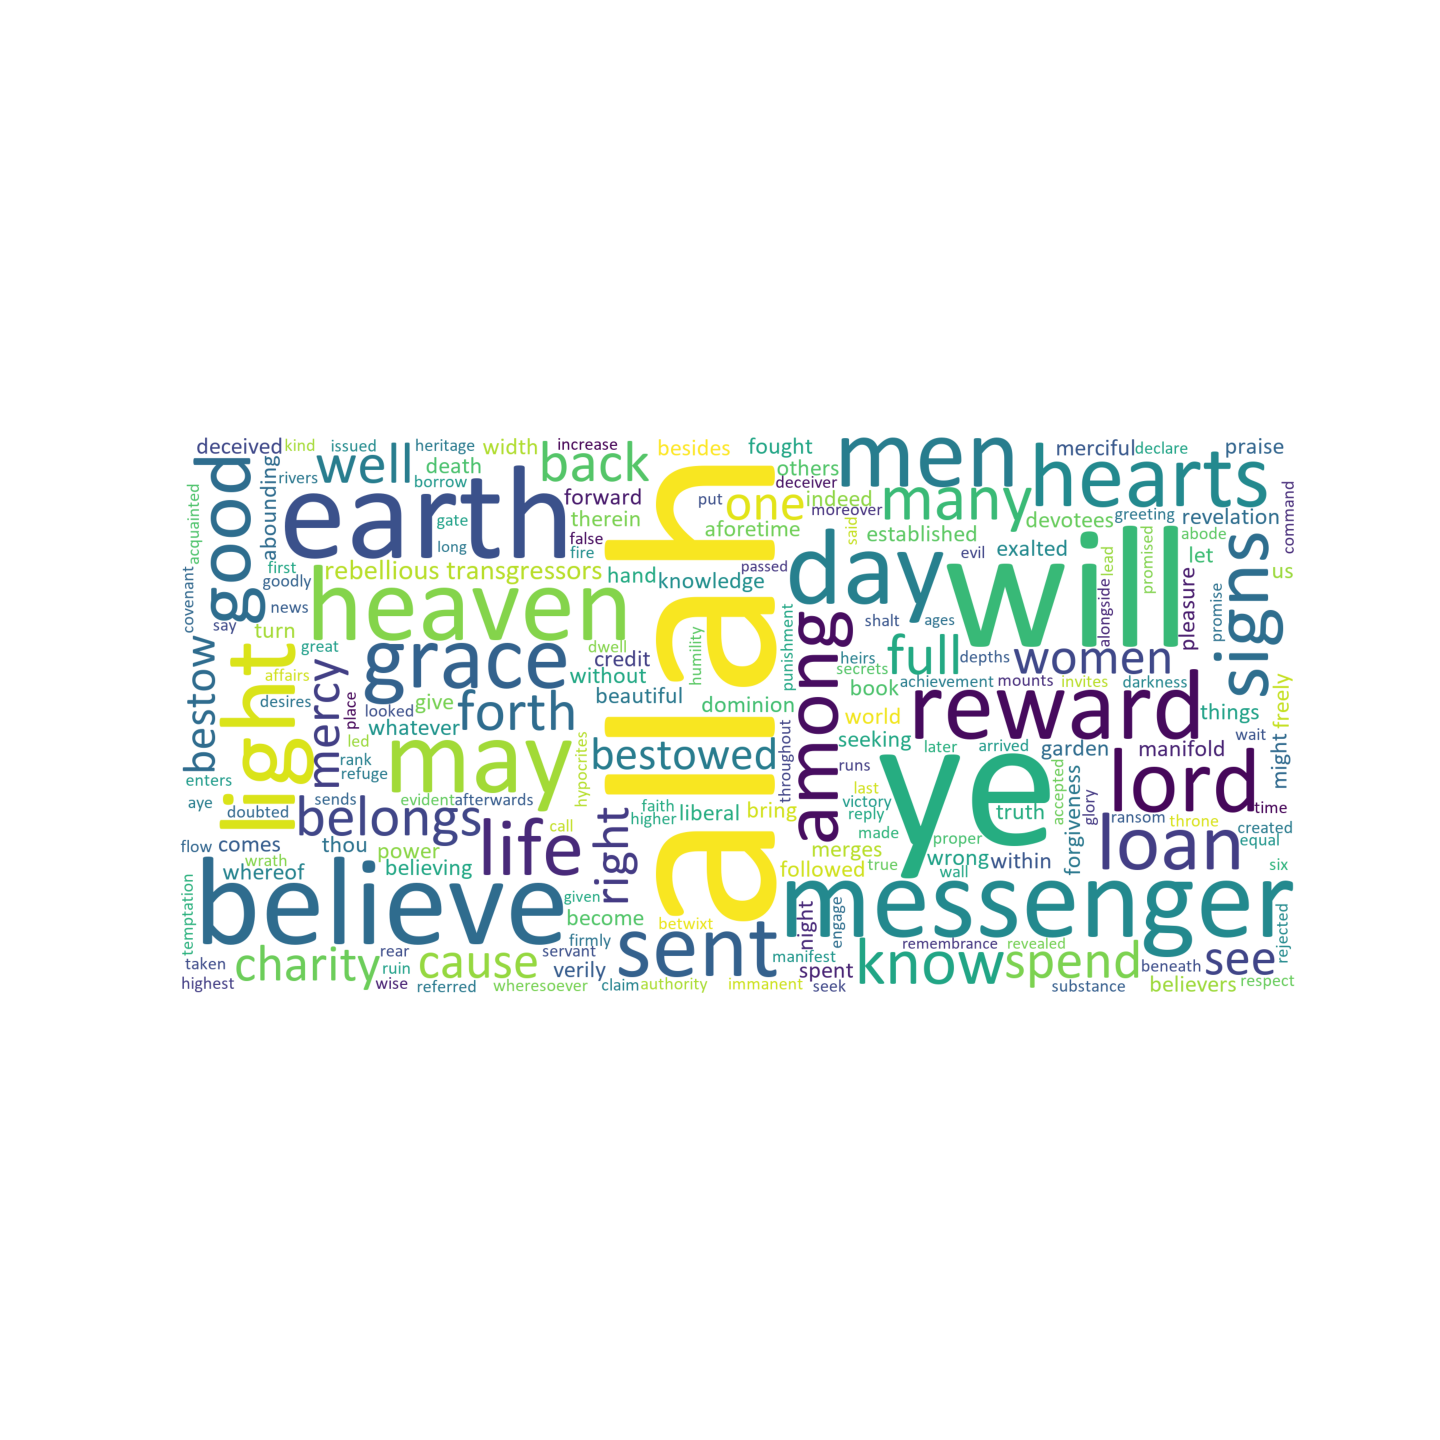 deceived
kind
issued
heritage
width
increase
besides
fought
men
merciful
declare
praise
good
rivers
well
death
borrow
back
others
deceiver
hearts
acquainted
abounding
earth
gate
long
forward
therein
false
fire
put
one
indeed
moreover
many
devotees
greeting
revelation
command
aforetime
said
established
evil
exalted
alongside
lead
promised
abode
let
us
first
goodly
rebellious transgressors
hand
knowledge
allah
passed
day
will
pleasure
promise
signs
covenant
news
say
turn
great
heaven
dwell
humility
punishment
among
shalt
ages
full
depths
women
bestow
light
affairs
desires
mercy
place
grace
credit
without
beautiful
heirs
secrets
book
achievement
mounts
invites
darkness
looked
give
whatever
forth
dominion
world
reward
things
freely
led
rank
refuge
may
hypocrites
bestowed
throughout
seeking
later
arrived
garden
manifold
wait
might
enters
aye
doubted
sends
evident
afterwards
faith
higher
liberal
bring
runs
last
victory
reply
ye
truth
accepted
forgiveness
glory
lord
time
ransom
throne
created
equal
flow
comes
belongs
thou
power
life
call
right
made
merges
proper
wrong
within
loan
wrath
whereof
believing
followed
true
wall
six
temptation
believe
given
become
betwixt
messenger
rejected
firmly
servant
sent
night
engage
remembrance
revealed
taken
charity
rear
ruin
cause
verily
manifest
know
spend
beneath
see
highest
wise
referred
wheresoever
claim
authority
immanent
spent
seek
substance
believers
respect